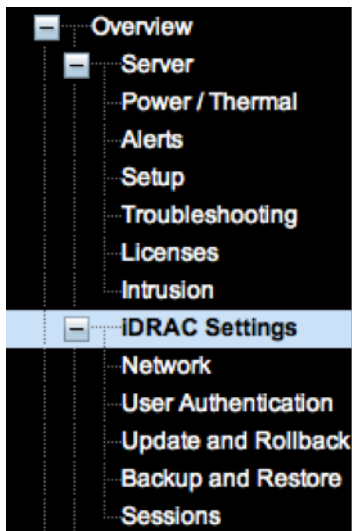 Overview
Server
Power / Thermal
Alerts
Setup
Troubleshooting
Licenses
Intrusion
iDRAC Settings
Network
User Authentication
Update and Rollback
Backup and Restore
Sessions